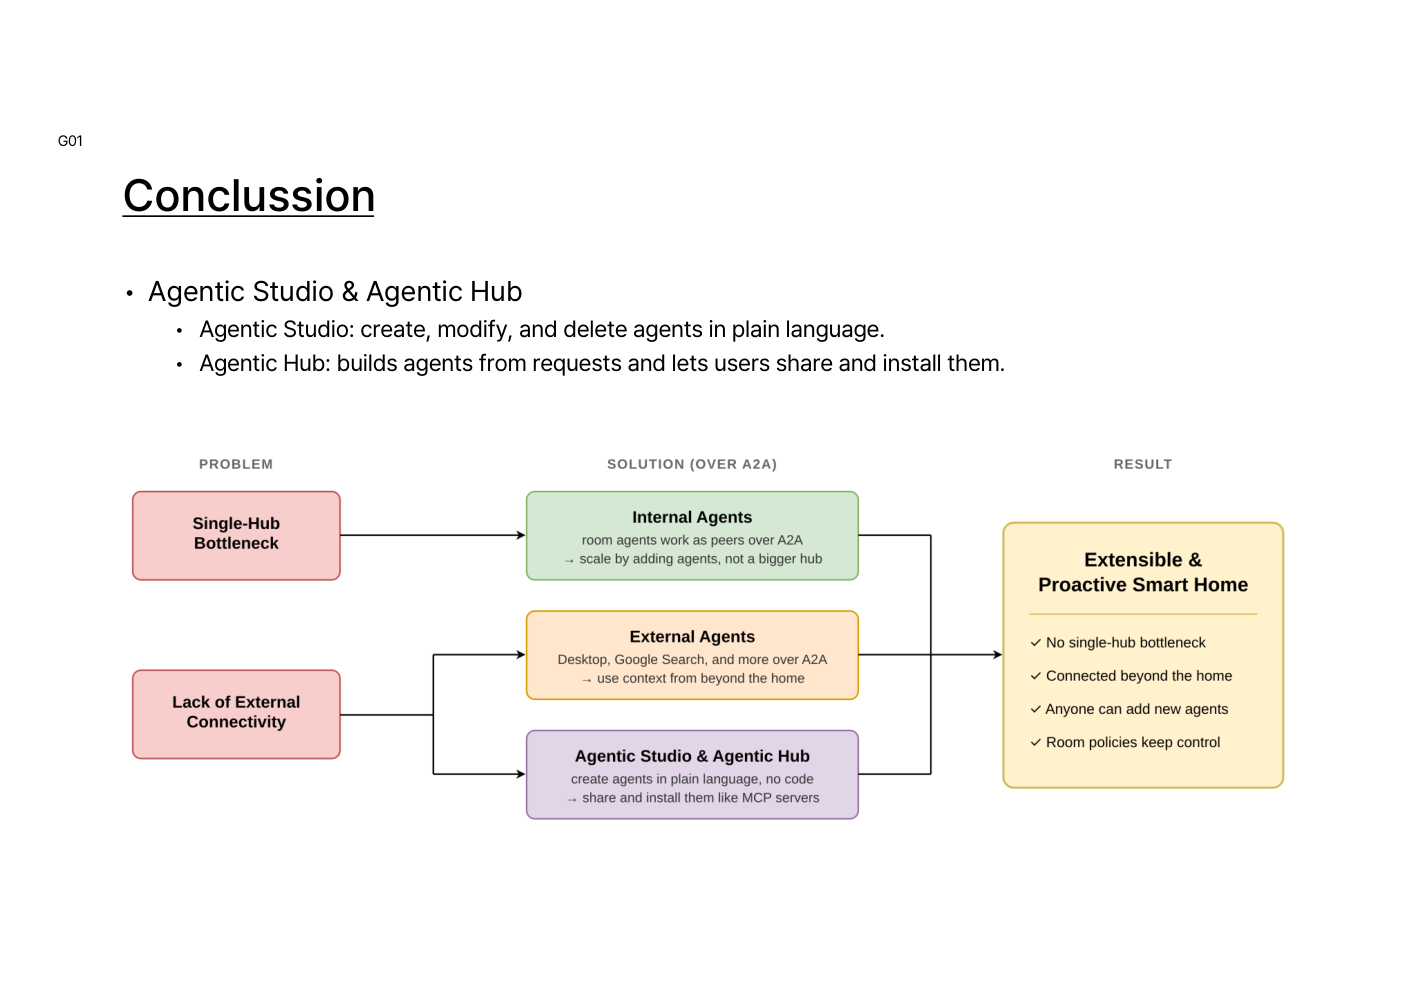 G01
Conclussion
• Agentic Studio & Agentic Hub
• Agentic Studio: create, modify, and delete agents in plain language.
• Agentic Hub: builds agents from requests and lets users share and install them.
PROBLEM
SOLUTION (OVER A2A)
RESULT
Single-Hub
Bottleneck
Internal Agents
room agents work as peers over A2A
→ scale by adding agents, not a bigger hub
External Agents
Desktop, Google Search, and more over A2A
→ use context from beyond the home
Lack of External
Connectivity
Agentic Studio & Agentic Hub
create agents in plain language, no code
→ share and install them like MCP servers
Extensible &
Proactive Smart Home
✓ No single-hub bottleneck
✓ Connected beyond the home
✓ Anyone can add new agents
✓ Room policies keep control